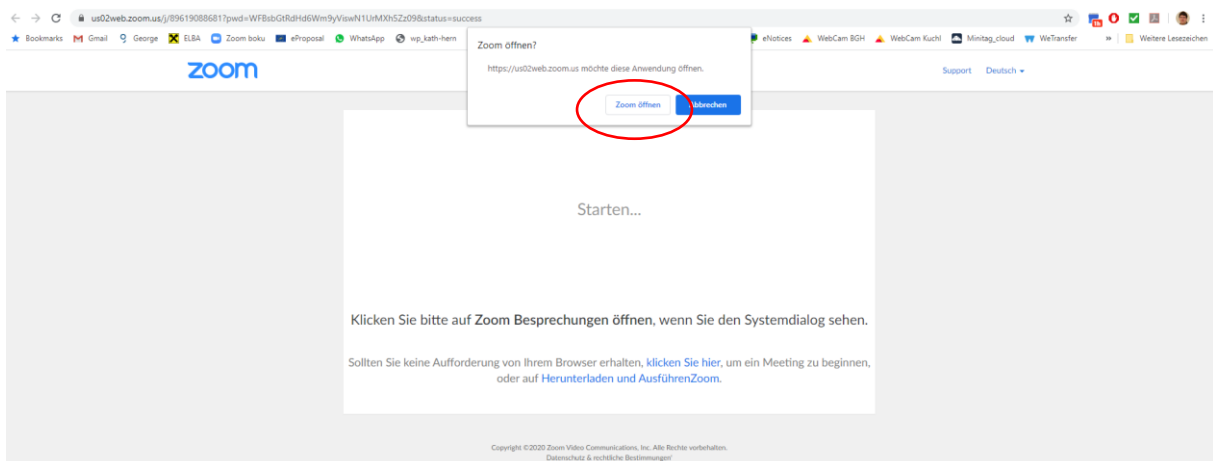 us02web.zoom.us/j/89619088681?pwd=WFBsbGtRdHd6Wm9yViswN1UrMXh5Zz09&status=success
Bookmarks Gmail George ELBA Zoom boku eProposal WhatsApp wp_kath-hern eNotices WebCam BGH WebCam Kuchl Minitag_cloud WeTransfer » Weitere Lesezeichen
Zoom öffnen?
https://us02web.zoom.us möchte diese Anwendung öffnen.
Zoom öffnen Abbrechen
zoom
Support Deutsch
Starten...
Klicken Sie bitte auf Zoom Besprechungen öffnen, wenn Sie den Systemdialog sehen.
Sollten Sie keine Aufforderung von Ihrem Browser erhalten, klicken Sie hier, um ein Meeting zu beginnen,
oder auf Herunterladen und AusführenZoom.
Copyright ©2020 Zoom Video Communications, Inc. Alle Rechte vorbehalten.
Datenschutz & rechtliche Bestimmungen'